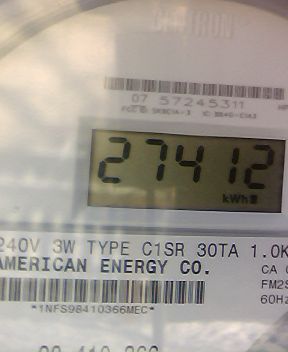 07 57245311
27412
kWh
240V 3W TYPE C1SR 30TA 1.0K
AMERICAN ENERGY CO.
CA
FM2S
60Hz
*1NFS98410366MEC*